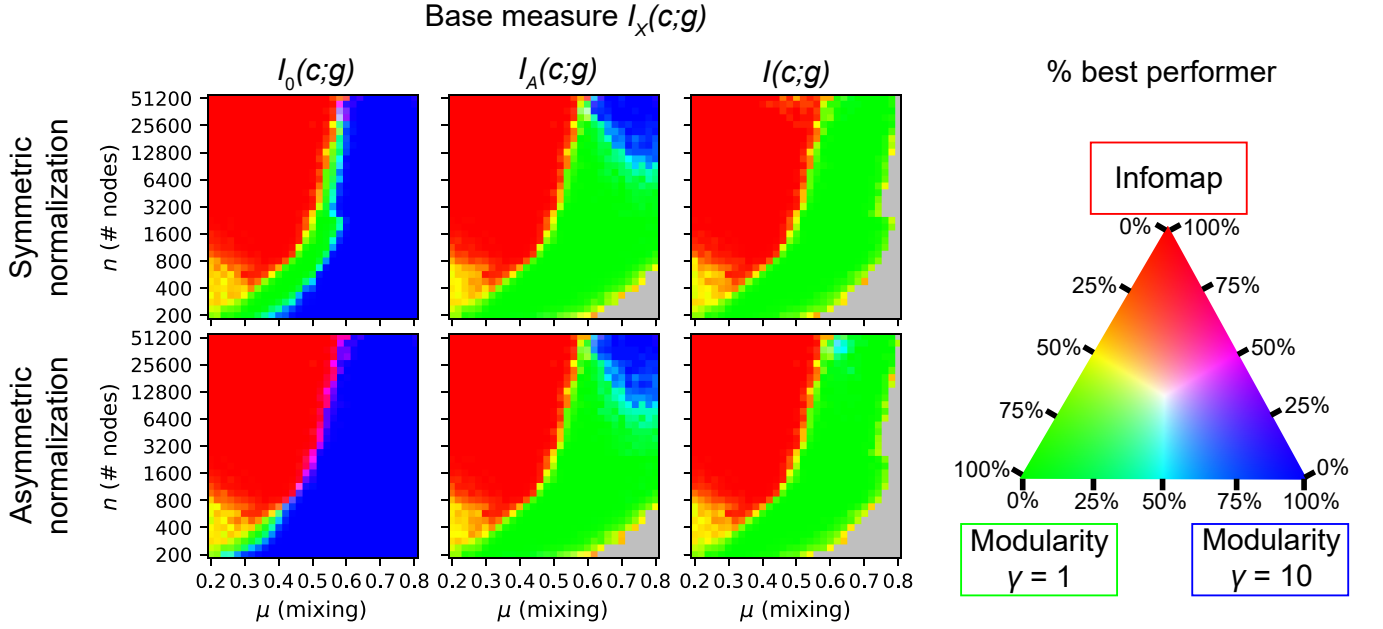 Base measure I_X(c;g)
I_0(c;g)
I_A(c;g)
I(c;g)
% best performer
Symmetric
normalization
n (# nodes)
51200
25600
12800
6400
3200
1600
800
400
200
Asymmetric
normalization
n (# nodes)
51200
25600
12800
6400
3200
1600
800
400
200
0.2 0.3 0.4 0.5 0.6 0.7 0.8
0.2 0.3 0.4 0.5 0.6 0.7 0.8
0.2 0.3 0.4 0.5 0.6 0.7 0.8
μ (mixing)
μ (mixing)
μ (mixing)
Infomap
0% 100%
25% 75%
50% 50%
75% 25%
100% 0%
0% 25% 50% 75% 100%
Modularity
γ = 1
Modularity
γ = 10